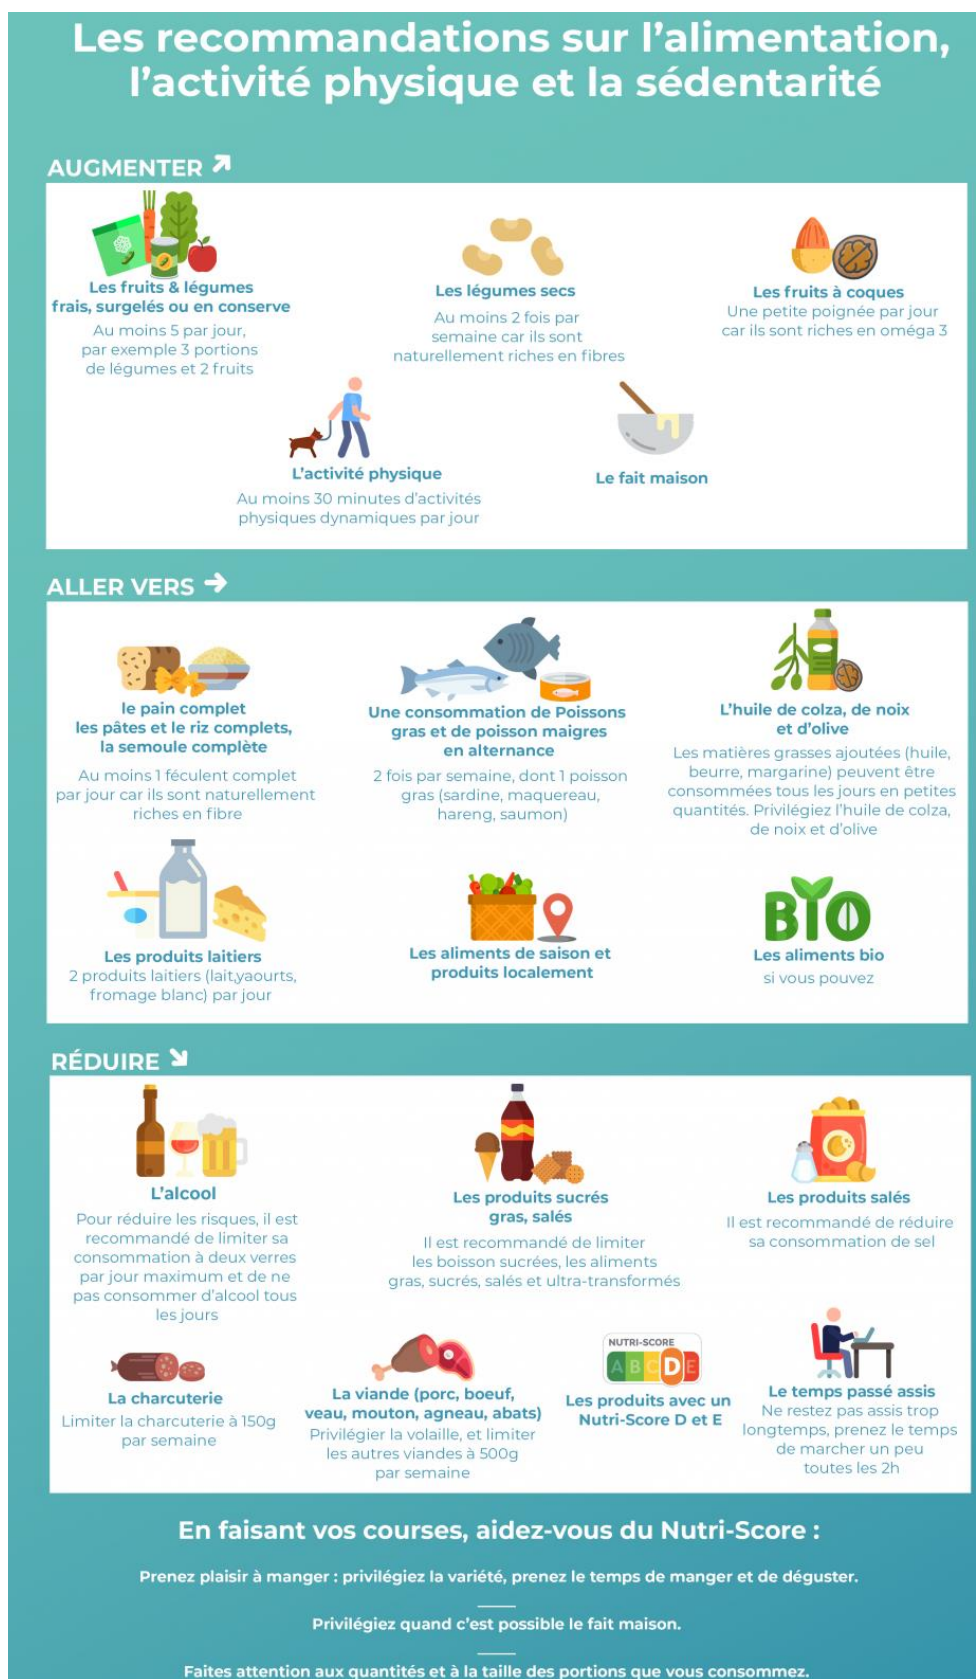 Les recommandations sur l'alimentation,
l'activité physique et la sédentarité
AUGMENTER
Les fruits & légumes
frais, surgelés ou en conserve
Au moins 5 par jour,
par exemple 3 portions
de légumes et 2 fruits
Les légumes secs
Au moins 2 fois par
semaine car ils sont
naturellement riches en fibres
Les fruits à coques
Une petite poignée par jour
car ils sont riches en oméga 3
L'activité physique
Au moins 30 minutes d'activités
physiques dynamiques par jour
Le fait maison
ALLER VERS
le pain complet
les pâtes et le riz complets,
la semoule complète
Au moins 1 féculent complet
par jour car ils sont naturellement
riches en fibre
Une consommation de Poissons
gras et de poisson maigres
en alternance
2 fois par semaine, dont 1 poisson
gras (sardine, maquereau,
hareng, saumon)
L'huile de colza, de noix
et d'olive
Les matières grasses ajoutées (huile,
beurre, margarine) peuvent être
consommées tous les jours en petites
quantités. Privilégiez l'huile de colza,
de noix et d'olive
Les produits laitiers
2 produits laitiers (lait,yaourts,
fromage blanc) par jour
Les aliments de saison et
produits localement
BIO
Les aliments bio
si vous pouvez
RÉDUIRE
L'alcool
Pour réduire les risques, il est
recommandé de limiter sa
consommation à deux verres
par jour maximum et de ne
pas consommer d'alcool tous
les jours
Les produits sucrés
gras, salés
Il est recommandé de limiter
les boisson sucrées, les aliments
gras, sucrés, salés et ultra-transformés
Les produits salés
Il est recommandé de réduire
sa consommation de sel
La charcuterie
Limiter la charcuterie à 150g
par semaine
La viande (porc, boeuf,
veau, mouton, agneau, abats)
Privilégier la volaille, et limiter
les autres viandes à 500g
par semaine
NUTRI-SCORE
A B C D E
Les produits avec un
Nutri-Score D et E
Le temps passé assis
Ne restez pas assis trop
longtemps, prenez le temps
de marcher un peu
toutes les 2h
En faisant vos courses, aidez-vous du Nutri-Score :
Prenez plaisir à manger : privilégiez la variété, prenez le temps de manger et de déguster.
Privilégiez quand c'est possible le fait maison.
Faites attention aux quantités et à la taille des portions que vous consommez.